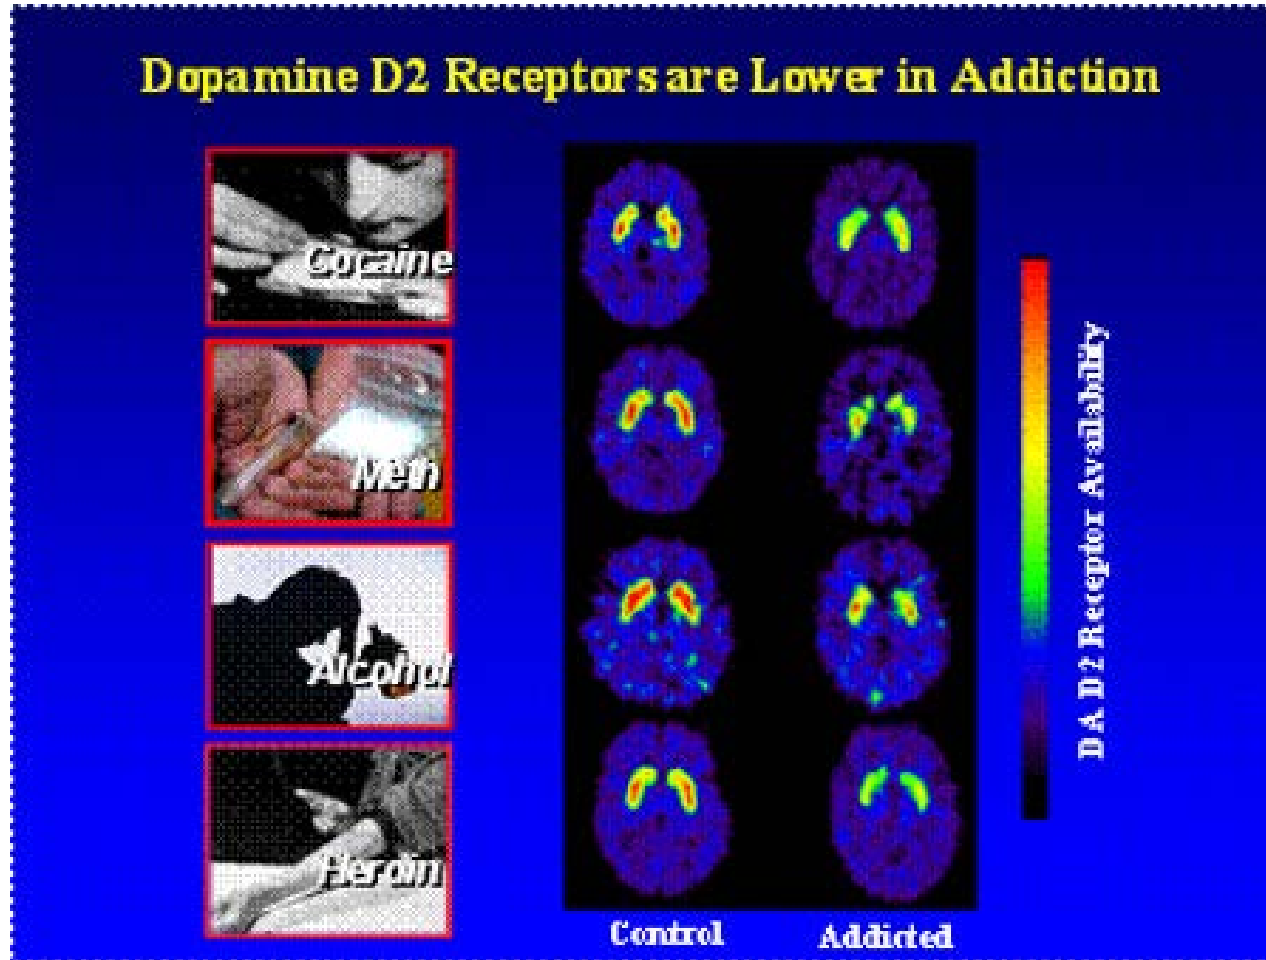 Dopamine D2 Receptors are Lower in Addiction
Cocaine
Meth
Alcohol
Heroin
Control
Addicted
DA D2 Receptor Availability